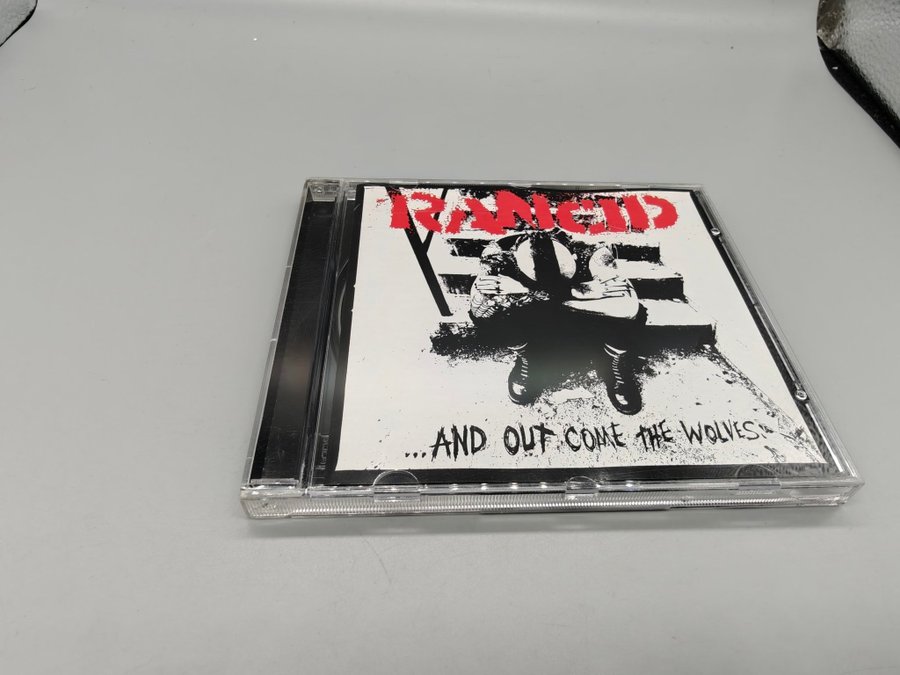 RANCID
...AND OUT COME THE WOLVES